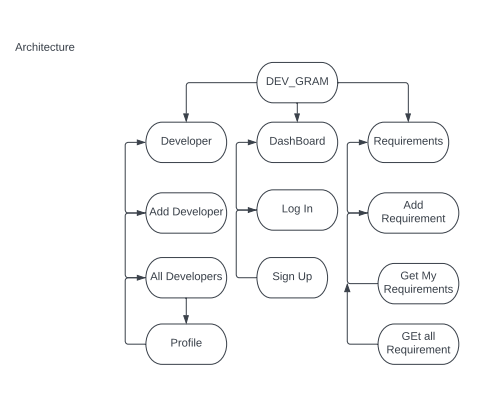 Architecture
DEV_GRAM
Developer
DashBoard
Requirements
Add Developer
Log In
Add
Requirement
All Developers
Sign Up
Get My
Requirements
Profile
GEt all
Requirement